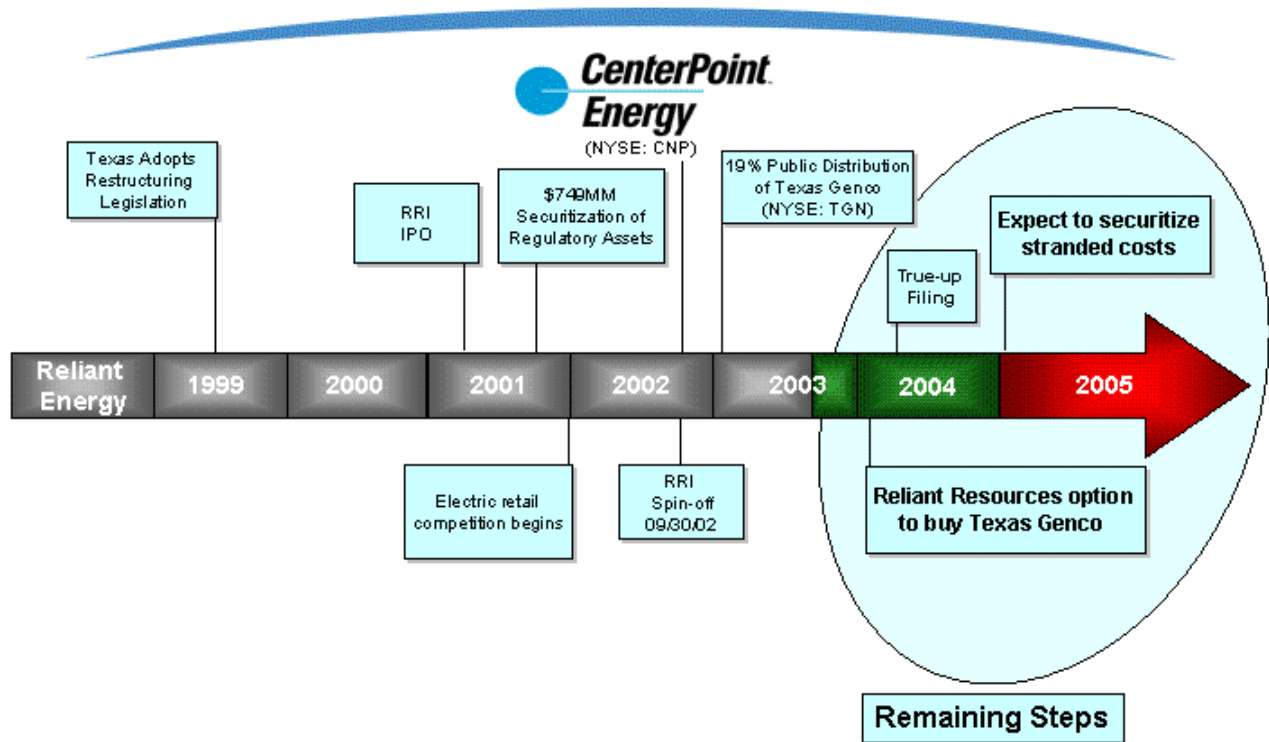 CenterPoint
Energy
(NYSE: CNP)
Texas Adopts
Restructuring
Legislation
RRI
IPO
$749MM
Securitization of
Regulatory Assets
19% Public Distribution
of Texas Genco
(NYSE: TGN)
True-up
Filing
Expect to securitize
stranded costs
Reliant
Energy
1999
2000
2001
2002
2003
2004
2005
Electric retail
competition begins
RRI
Spin-off
09/30/02
Reliant Resources option
to buy Texas Genco
Remaining Steps